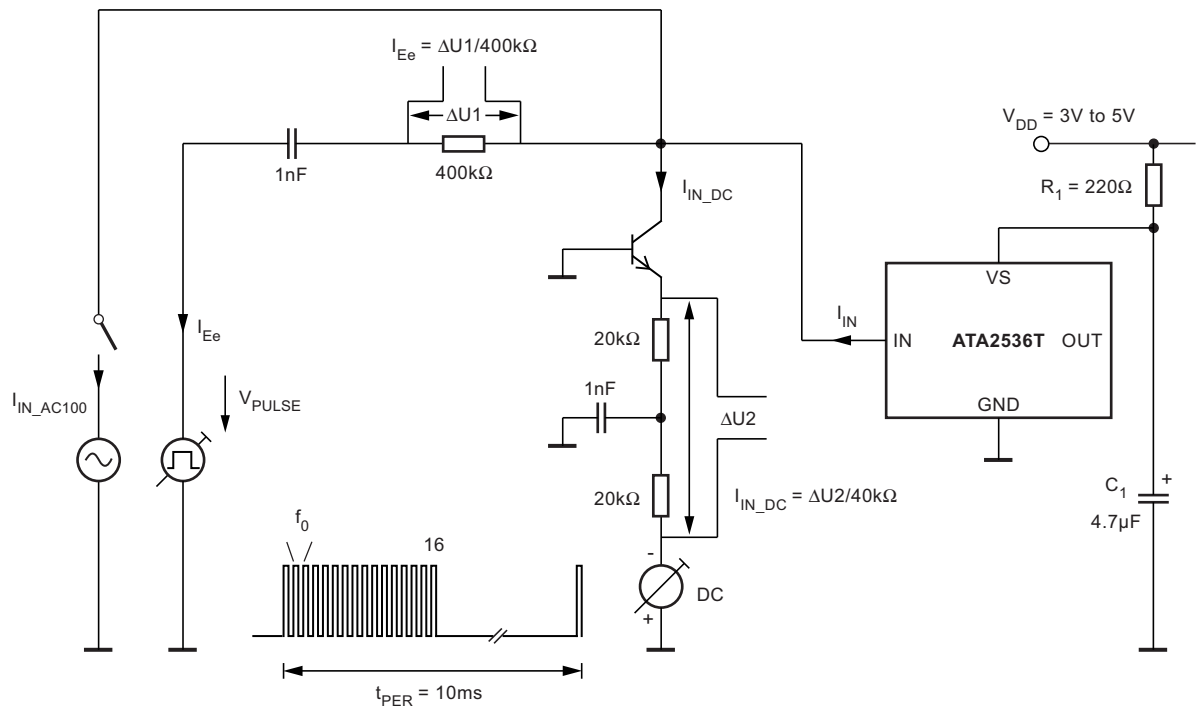 I_Ee = ΔU1/400kΩ
ΔU1
V_DD = 3V to 5V
1nF
400kΩ
R_1 = 220Ω
I_IN_DC
VS
I_Ee
20kΩ
I_IN
IN
ATA2536T
OUT
1nF
I_IN_AC100
V_PULSE
GND
ΔU2
C_1
+
20kΩ
I_IN_DC = ΔU2/40kΩ
4.7µF
f_0
16
-
DC
+
t_PER = 10ms